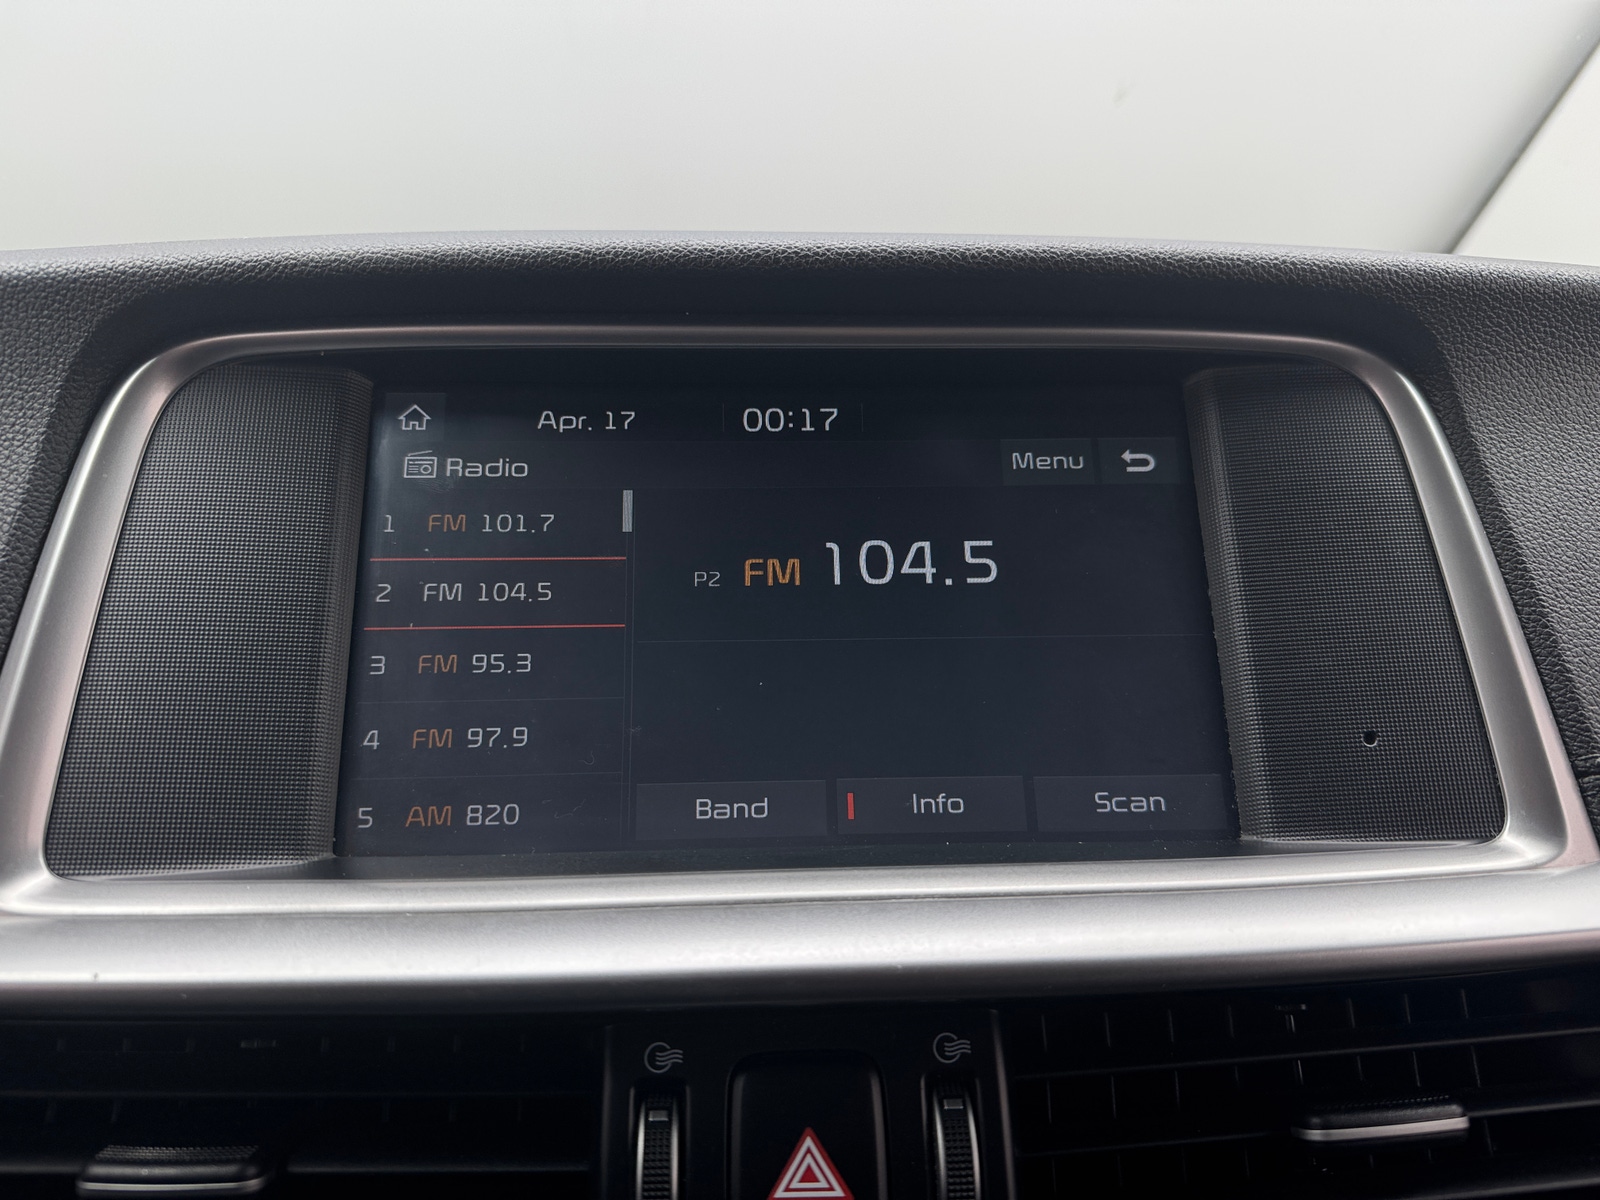 Apr. 17 00:17
Radio Menu
1 FM 101.7
2 FM 104.5
3 FM 95.3
4 FM 97.9
5 AM 820
P2 FM 104.5
Band Info Scan